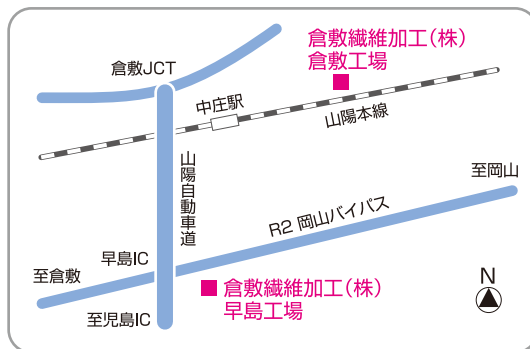 倉敷繊維加工(株)
倉敷工場
倉敷JCT
中庄駅
山陽本線
山陽自動車道
至岡山
R2 岡山バイパス
早島IC
至倉敷
倉敷繊維加工(株)
早島工場
至児島IC
N